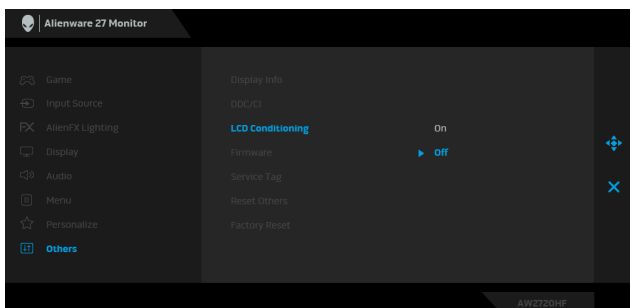 Alienware 27 Monitor
Game
Input Source
AlienFX Lighting
Display
Audio
Menu
Personalize
Others
Display Info
DDC/CI
LCD Conditioning
On
Firmware
Off
Service Tag
Reset Others
Factory Reset
AW2720HF